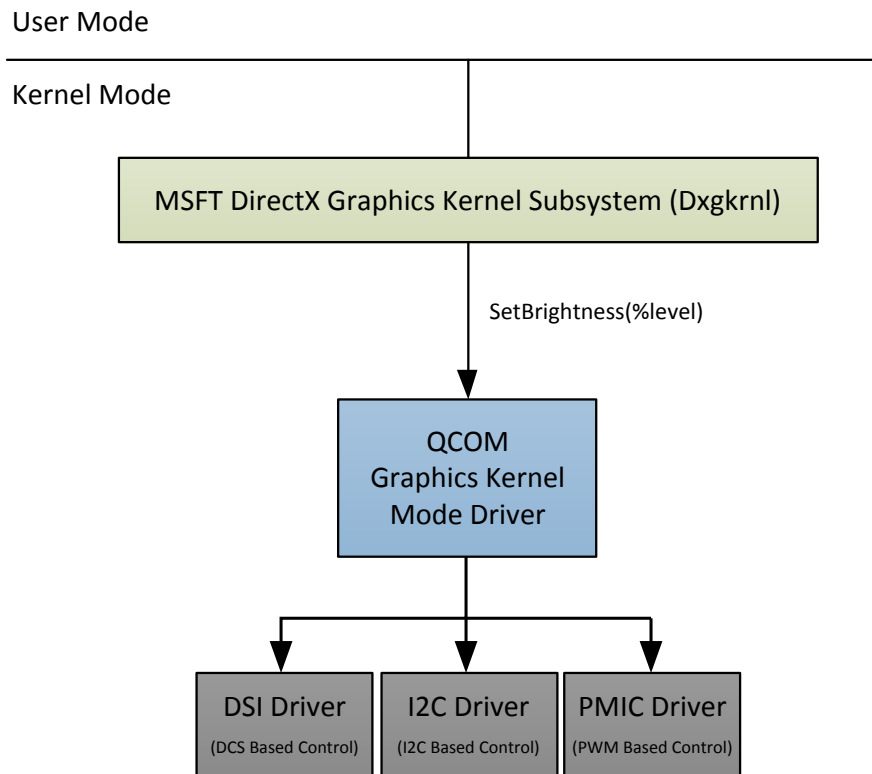 User Mode
Kernel Mode
MSFT DirectX Graphics Kernel Subsystem (Dxgkrnl)
SetBrightness(%level)
QCOM
Graphics Kernel
Mode Driver
DSI Driver
(DCS Based Control)
I2C Driver
(I2C Based Control)
PMIC Driver
(PWM Based Control)